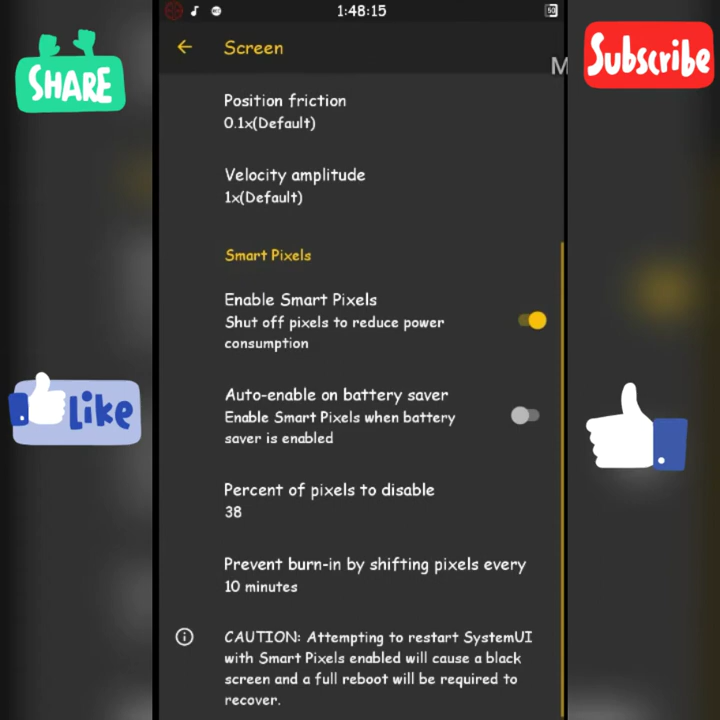 1:48:15
50
Screen
M
SHARE
Subscribe
Position friction
0.1x(Default)
Velocity amplitude
1x(Default)
Smart Pixels
Enable Smart Pixels
Shut off pixels to reduce power
consumption
Like
Auto-enable on battery saver
Enable Smart Pixels when battery
saver is enabled
Percent of pixels to disable
38
Prevent burn-in by shifting pixels every
10 minutes
CAUTION: Attempting to restart SystemUI
with Smart Pixels enabled will cause a black
screen and a full reboot will be required to
recover.